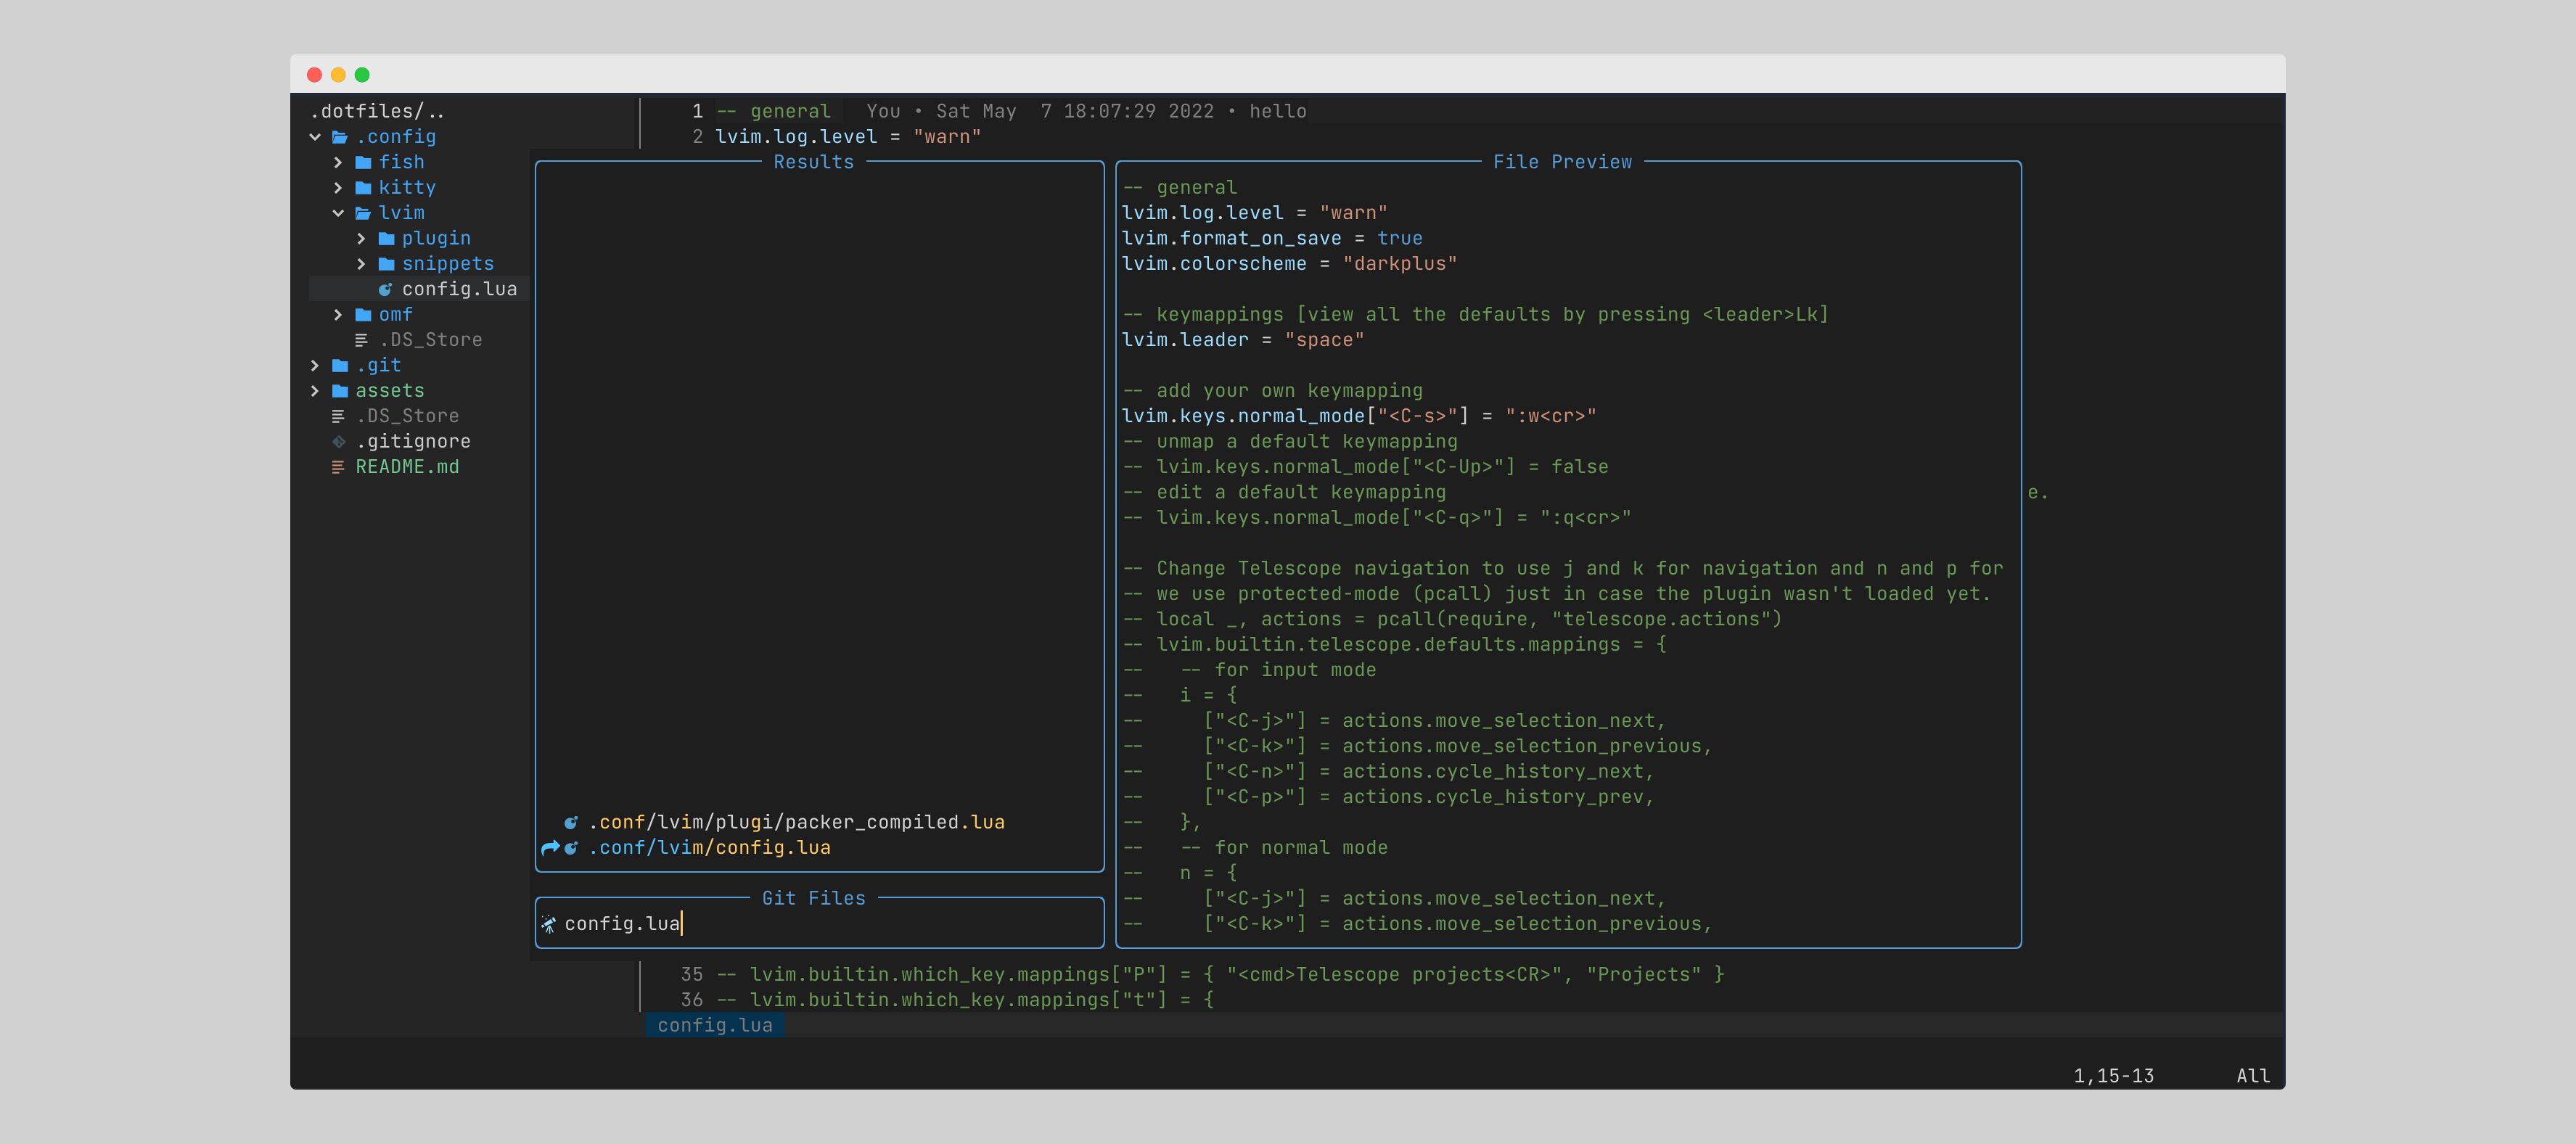 .dotfiles/..
.config
fish
kitty
lvim
plugin
snippets
config.lua
omf
.DS_Store
.git
assets
.DS_Store
.gitignore
README.md
1 -- general   You • Sat May  7 18:07:29 2022 • hello
2 lvim.log.level = "warn"
Results
.conf/lvim/plugi/packer_compiled.lua
.conf/lvim/config.lua
Git Files
config.lua
File Preview
-- general
lvim.log.level = "warn"
lvim.format_on_save = true
lvim.colorscheme = "darkplus"
-- keymappings [view all the defaults by pressing <leader>Lk]
lvim.leader = "space"
-- add your own keymapping
lvim.keys.normal_mode["<C-s>"] = ":w<cr>"
-- unmap a default keymapping
-- lvim.keys.normal_mode["<C-Up>"] = false
-- edit a default keymapping
-- lvim.keys.normal_mode["<C-q>"] = ":q<cr>"
-- Change Telescope navigation to use j and k for navigation and n and p for
-- we use protected-mode (pcall) just in case the plugin wasn't loaded yet.
-- local _, actions = pcall(require, "telescope.actions")
-- lvim.builtin.telescope.defaults.mappings = {
--   -- for input mode
--   i = {
--     ["<C-j>"] = actions.move_selection_next,
--     ["<C-k>"] = actions.move_selection_previous,
--     ["<C-n>"] = actions.cycle_history_next,
--     ["<C-p>"] = actions.cycle_history_prev,
--   },
--   -- for normal mode
--   n = {
--     ["<C-j>"] = actions.move_selection_next,
--     ["<C-k>"] = actions.move_selection_previous,
e.
35 -- lvim.builtin.which_key.mappings["P"] = { "<cmd>Telescope projects<CR>", "Projects" }
36 -- lvim.builtin.which_key.mappings["t"] = {
config.lua
1,15-13       All